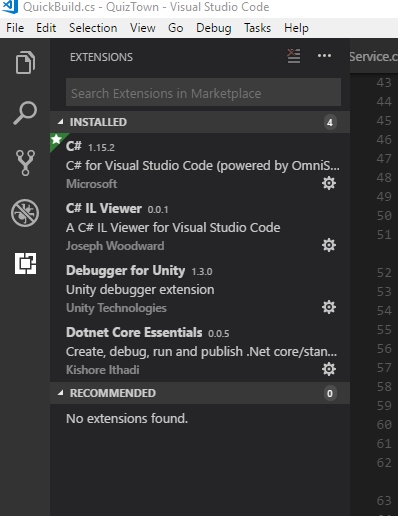 QuickBuild.cs - QuizTown - Visual Studio Code
File Edit Selection View Go Debug Tasks Help
EXTENSIONS
Service.c
Search Extensions in Marketplace
INSTALLED 4
C# 1.15.2
C# for Visual Studio Code (powered by OmniS...
Microsoft
C# IL Viewer 0.0.1
A C# IL Viewer for Visual Studio Code
Joseph Woodward
Debugger for Unity 1.3.0
Unity debugger extension
Unity Technologies
Dotnet Core Essentials 0.0.5
Create, debug, run and publish .Net core/stan...
Kishore Ithadi
RECOMMENDED 0
No extensions found.
43
44
45
46
47
48
49
50
51
52
53
54
55
56
57
58
59
60
61
62
63